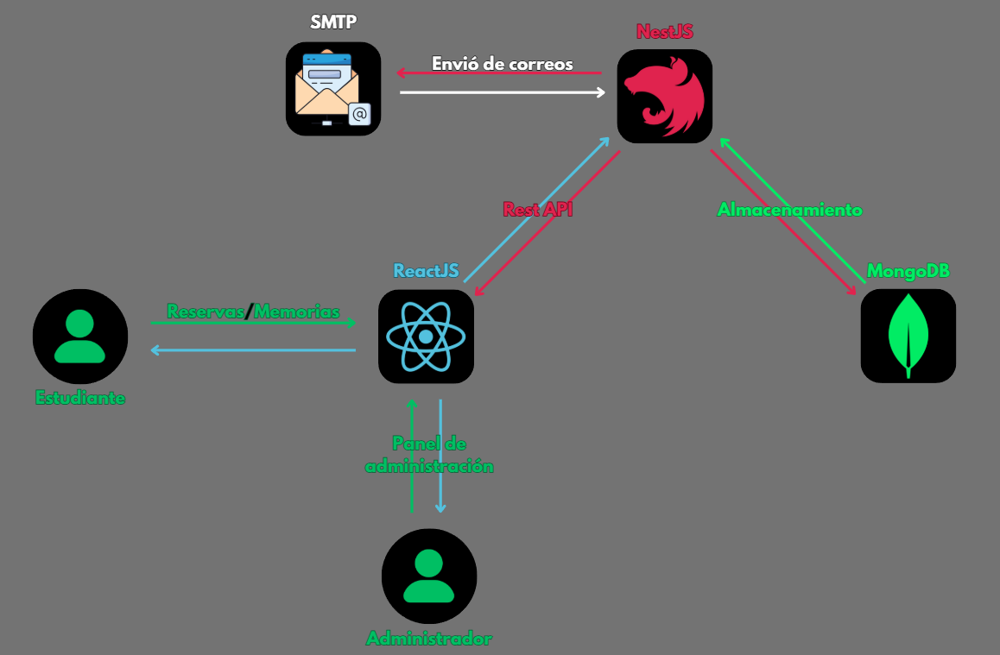 SMTP
NestJS
Envió de correos
@
Rest API
Almacenamiento
ReactJS
MongoDB
Reservas/Memorias
Estudiante
Panel de
administración
Administrador